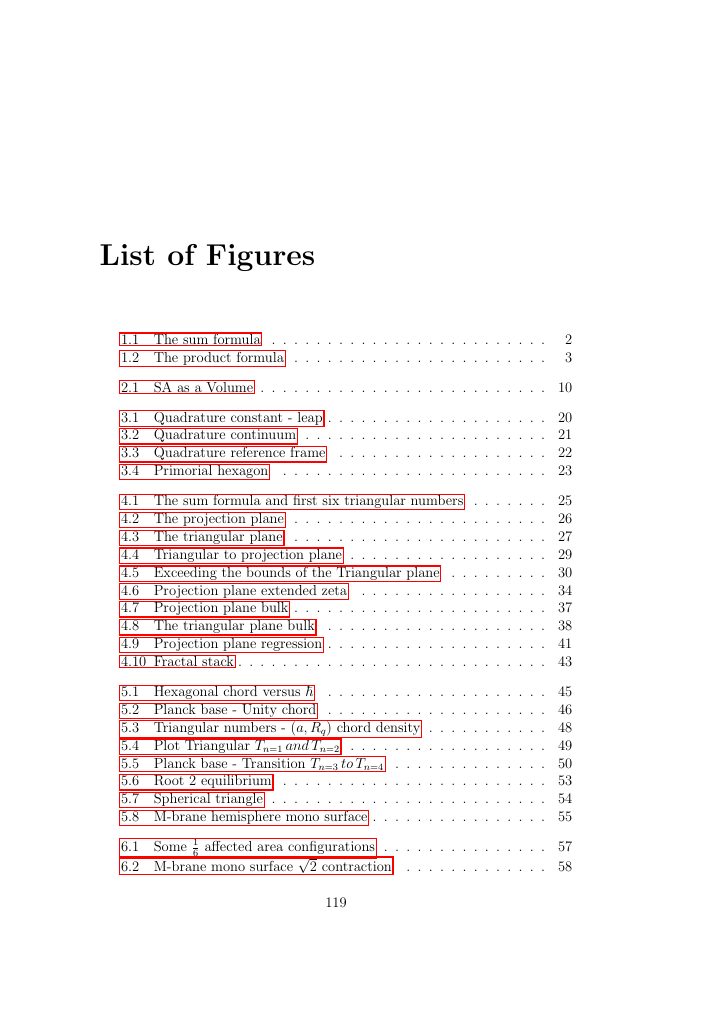 List of Figures
1.1 The sum formula . . . . . . . . . . . . . . . . . . . . . . . . . 2
1.2 The product formula . . . . . . . . . . . . . . . . . . . . . . . 3
2.1 SA as a Volume . . . . . . . . . . . . . . . . . . . . . . . . . . 10
3.1 Quadrature constant - leap . . . . . . . . . . . . . . . . . . . . 20
3.2 Quadrature continuum . . . . . . . . . . . . . . . . . . . . . . 21
3.3 Quadrature reference frame . . . . . . . . . . . . . . . . . . . 22
3.4 Primorial hexagon . . . . . . . . . . . . . . . . . . . . . . . . 23
4.1 The sum formula and first six triangular numbers . . . . . . . 25
4.2 The projection plane . . . . . . . . . . . . . . . . . . . . . . . 26
4.3 The triangular plane . . . . . . . . . . . . . . . . . . . . . . . 27
4.4 Triangular to projection plane . . . . . . . . . . . . . . . . . . 29
4.5 Exceeding the bounds of the Triangular plane . . . . . . . . . 30
4.6 Projection plane extended zeta . . . . . . . . . . . . . . . . . 34
4.7 Projection plane bulk . . . . . . . . . . . . . . . . . . . . . . . 37
4.8 The triangular plane bulk . . . . . . . . . . . . . . . . . . . . 38
4.9 Projection plane regression . . . . . . . . . . . . . . . . . . . . 41
4.10 Fractal stack . . . . . . . . . . . . . . . . . . . . . . . . . . . . 43
5.1 Hexagonal chord versus ℏ . . . . . . . . . . . . . . . . . . . . 45
5.2 Planck base - Unity chord . . . . . . . . . . . . . . . . . . . . 46
5.3 Triangular numbers - (a, R_q) chord density . . . . . . . . . . . 48
5.4 Plot Triangular T_{n=1} and T_{n=2} . . . . . . . . . . . . . . . . . . 49
5.5 Planck base - Transition T_{n=3} to T_{n=4} . . . . . . . . . . . . . . 50
5.6 Root 2 equilibrium . . . . . . . . . . . . . . . . . . . . . . . . 53
5.7 Spherical triangle . . . . . . . . . . . . . . . . . . . . . . . . . 54
5.8 M-brane hemisphere mono surface . . . . . . . . . . . . . . . . 55
6.1 Some 1/6 affected area configurations . . . . . . . . . . . . . . . 57
6.2 M-brane mono surface √2 contraction . . . . . . . . . . . . . 58
119